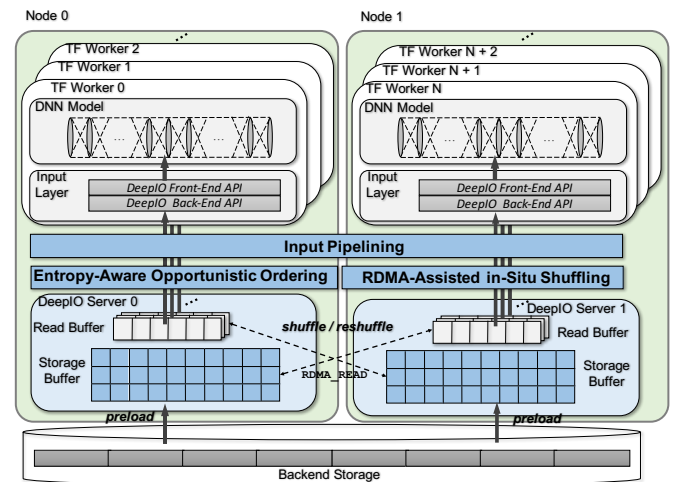 Node 0
Node 1
TF Worker 2
TF Worker 1
TF Worker 0
DNN Model
... ...
Input
Layer
DeepIO Front-End API
DeepIO Back-End API
TF Worker N + 2
TF Worker N + 1
TF Worker N
DNN Model
... ...
Input
Layer
DeepIO Front-End API
DeepIO Back-End API
Input Pipelining
Entropy-Aware Opportunistic Ordering
RDMA-Assisted in-Situ Shuffling
DeepIO Server 0
Read Buffer
Storage
Buffer
shuffle / reshuffle
RDMA_READ
DeepIO Server 1
Read Buffer
Storage
Buffer
preload
preload
Backend Storage